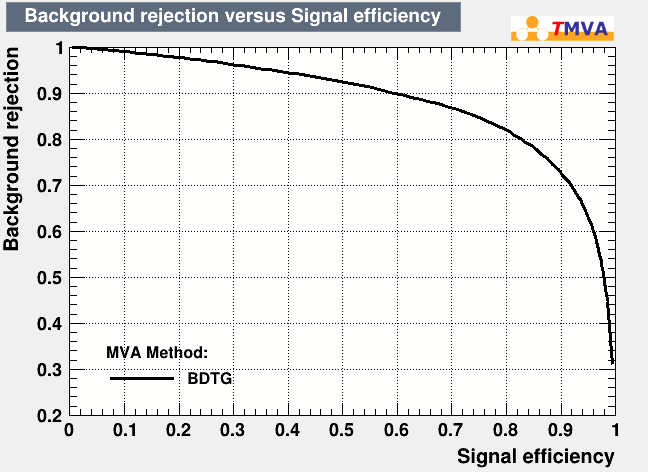 Background rejection versus Signal efficiency
TMVA
Background rejection
1
0.9
0.8
0.7
0.6
0.5
0.4
0.3
0.2
MVA Method:
BDTG
0 0.1 0.2 0.3 0.4 0.5 0.6 0.7 0.8 0.9 1
Signal efficiency